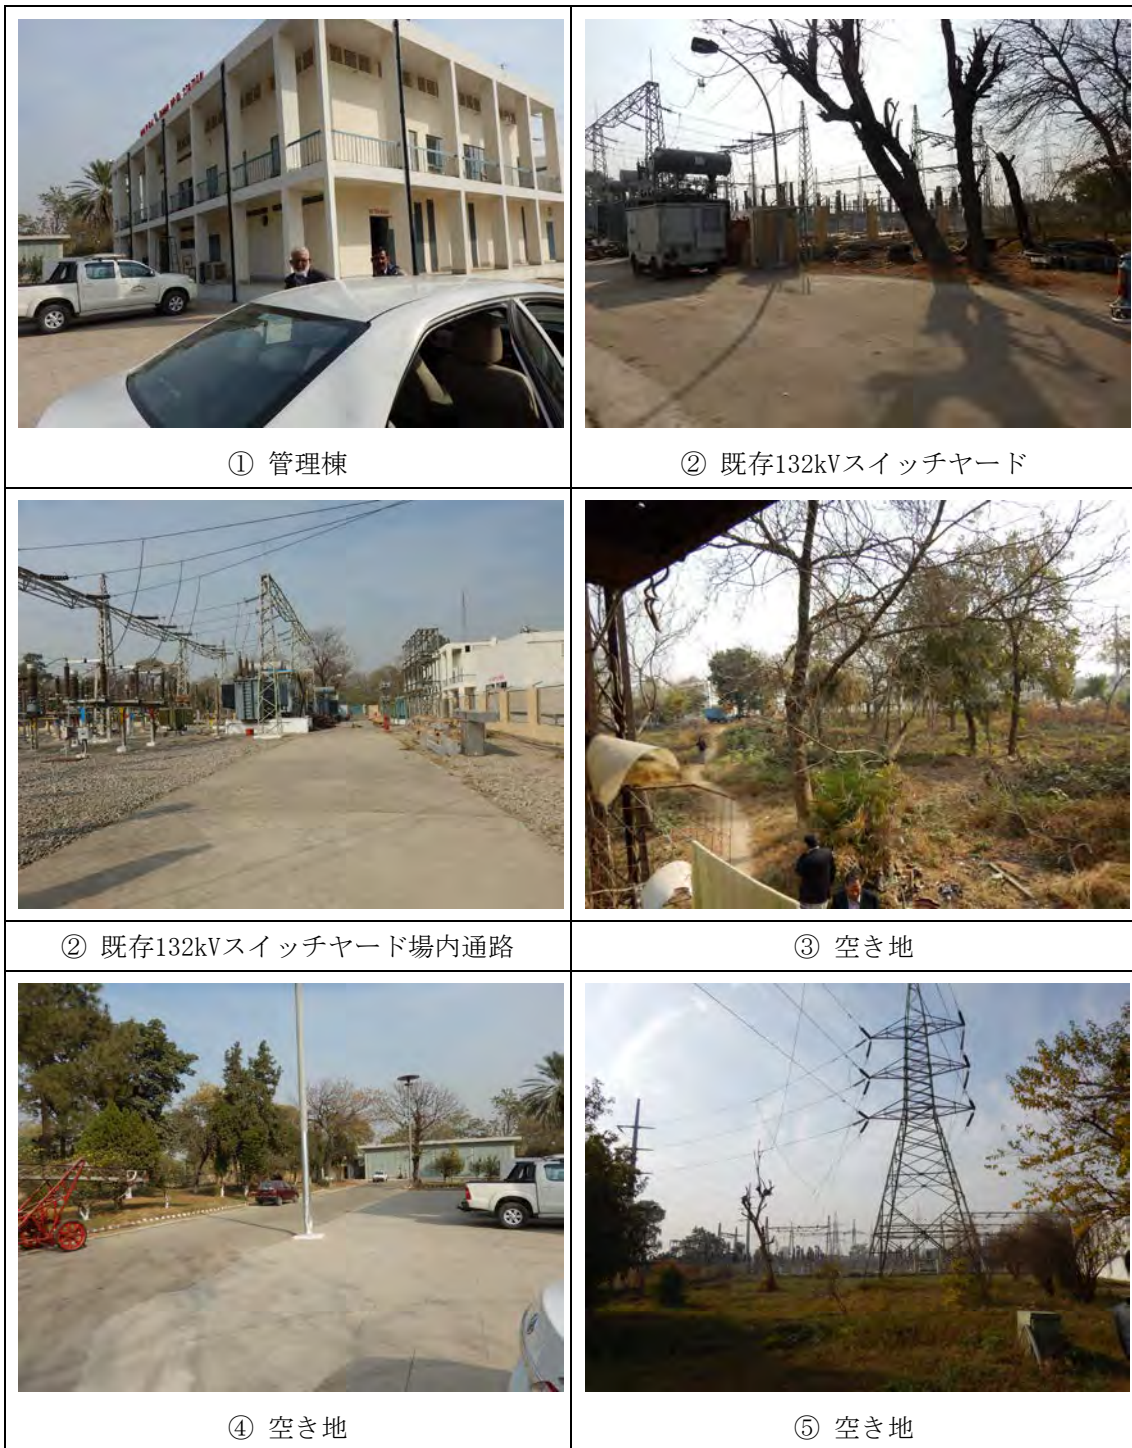 ① 管理棟
② 既存132kVスイッチヤード
② 既存132kVスイッチヤード場内通路
③ 空き地
④ 空き地
⑤ 空き地